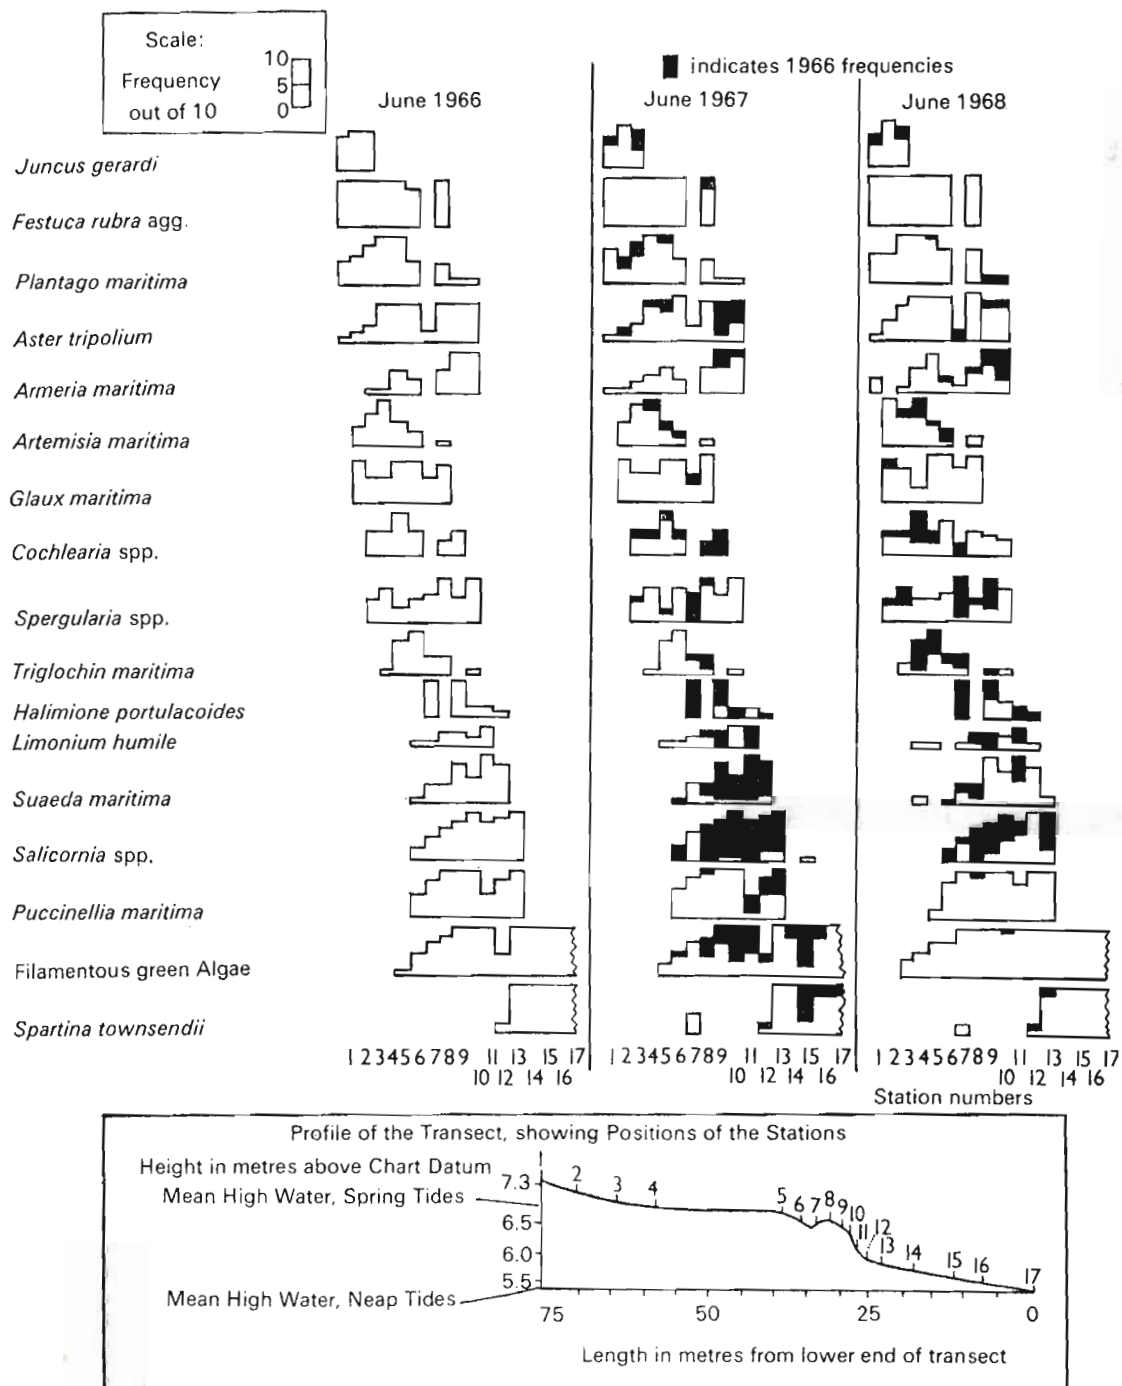 Scale:
Frequency
out of 10
10
5
0
indicates 1966 frequencies
June 1966
June 1967
June 1968
Juncus gerardi
Festuca rubra agg.
Plantago maritima
Aster tripolium
Armeria maritima
Artemisia maritima
Glaux maritima
Cochlearia spp.
Spergularia spp.
Triglochin maritima
Halimione portulacoides
Limonium humile
Suaeda maritima
Salicornia spp.
Puccinellia maritima
Filamentous green Algae
Spartina townsendii
1 2 3 4 5 6 7 8 9 11 13 15 17
10 12 14 16
1 2 3 4 5 6 7 8 9 11 13 15 17
10 12 14 16
1 2 3 4 5 6 7 8 9 11 13 15 17
10 12 14 16
Station numbers
Profile of the Transect, showing Positions of the Stations
Height in metres above Chart Datum
7.3
Mean High Water, Spring Tides
6.5
6.0
5.5
Mean High Water, Neap Tides
2 3 4 5 6 7 8 9 10 11 12 13 14 15 16 17
75 50 25 0
Length in metres from lower end of transect